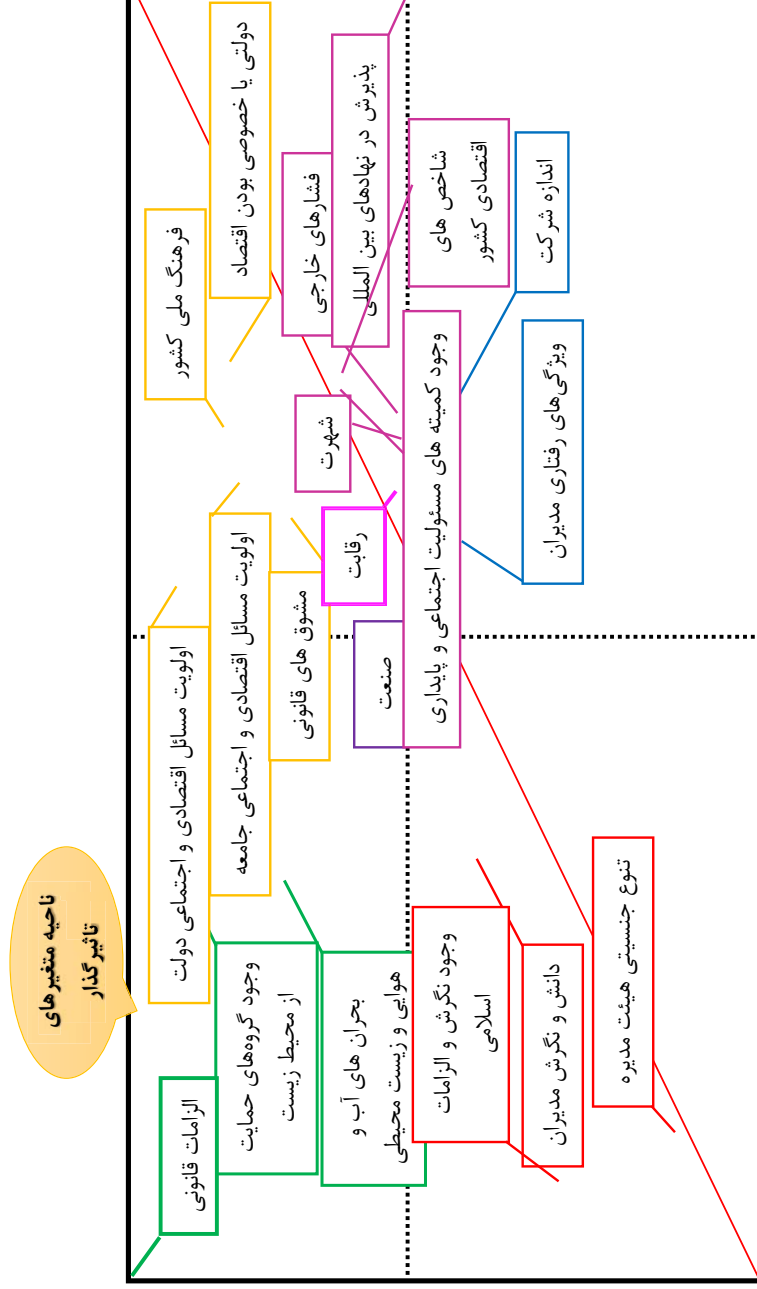 ناحیه متغیرهای
تاثیرگذار
دولتی یا خصوصی بودن اقتصاد
فرهنگ ملی کشور
فشارهای خارجی
پذیرش در نهادهای بین المللی
شاخص های
اقتصادی کشور
اندازه شرکت
شهرت
رقابت
وجود کمیته های مسئولیت اجتماعی و پایداری
ویژگی‌های رفتاری مدیران
اولویت مسائل اقتصادی و اجتماعی دولت
اولویت مسائل اقتصادی و اجتماعی جامعه
مشوق های قانونی
صنعت
الزامات قانونی
وجود گروه‌های حمایت
از محیط زیست
بحران های آب و
هوایی و زیست محیطی
وجود نگرش و الزامات
اسلامی
دانش و نگرش مدیران
تنوع جنسیتی هیئت مدیره